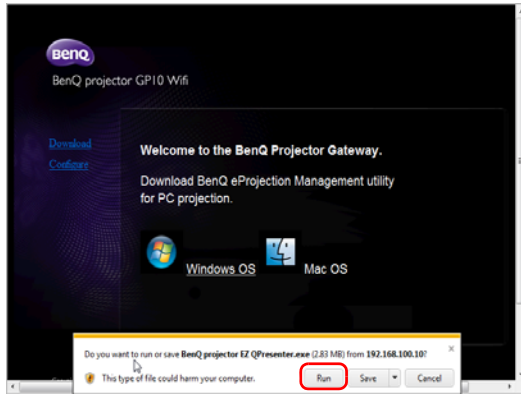 BenQ
BenQ projector GP10 Wifi
Download
Configure
Welcome to the BenQ Projector Gateway.
Download BenQ eProjection Management utility
for PC projection.
Windows OS
Mac OS
Do you want to run or save BenQ projector EZ QPresenter.exe (2.83 MB) from 192.168.100.10?
This type of file could harm your computer.
Run
Save
Cancel